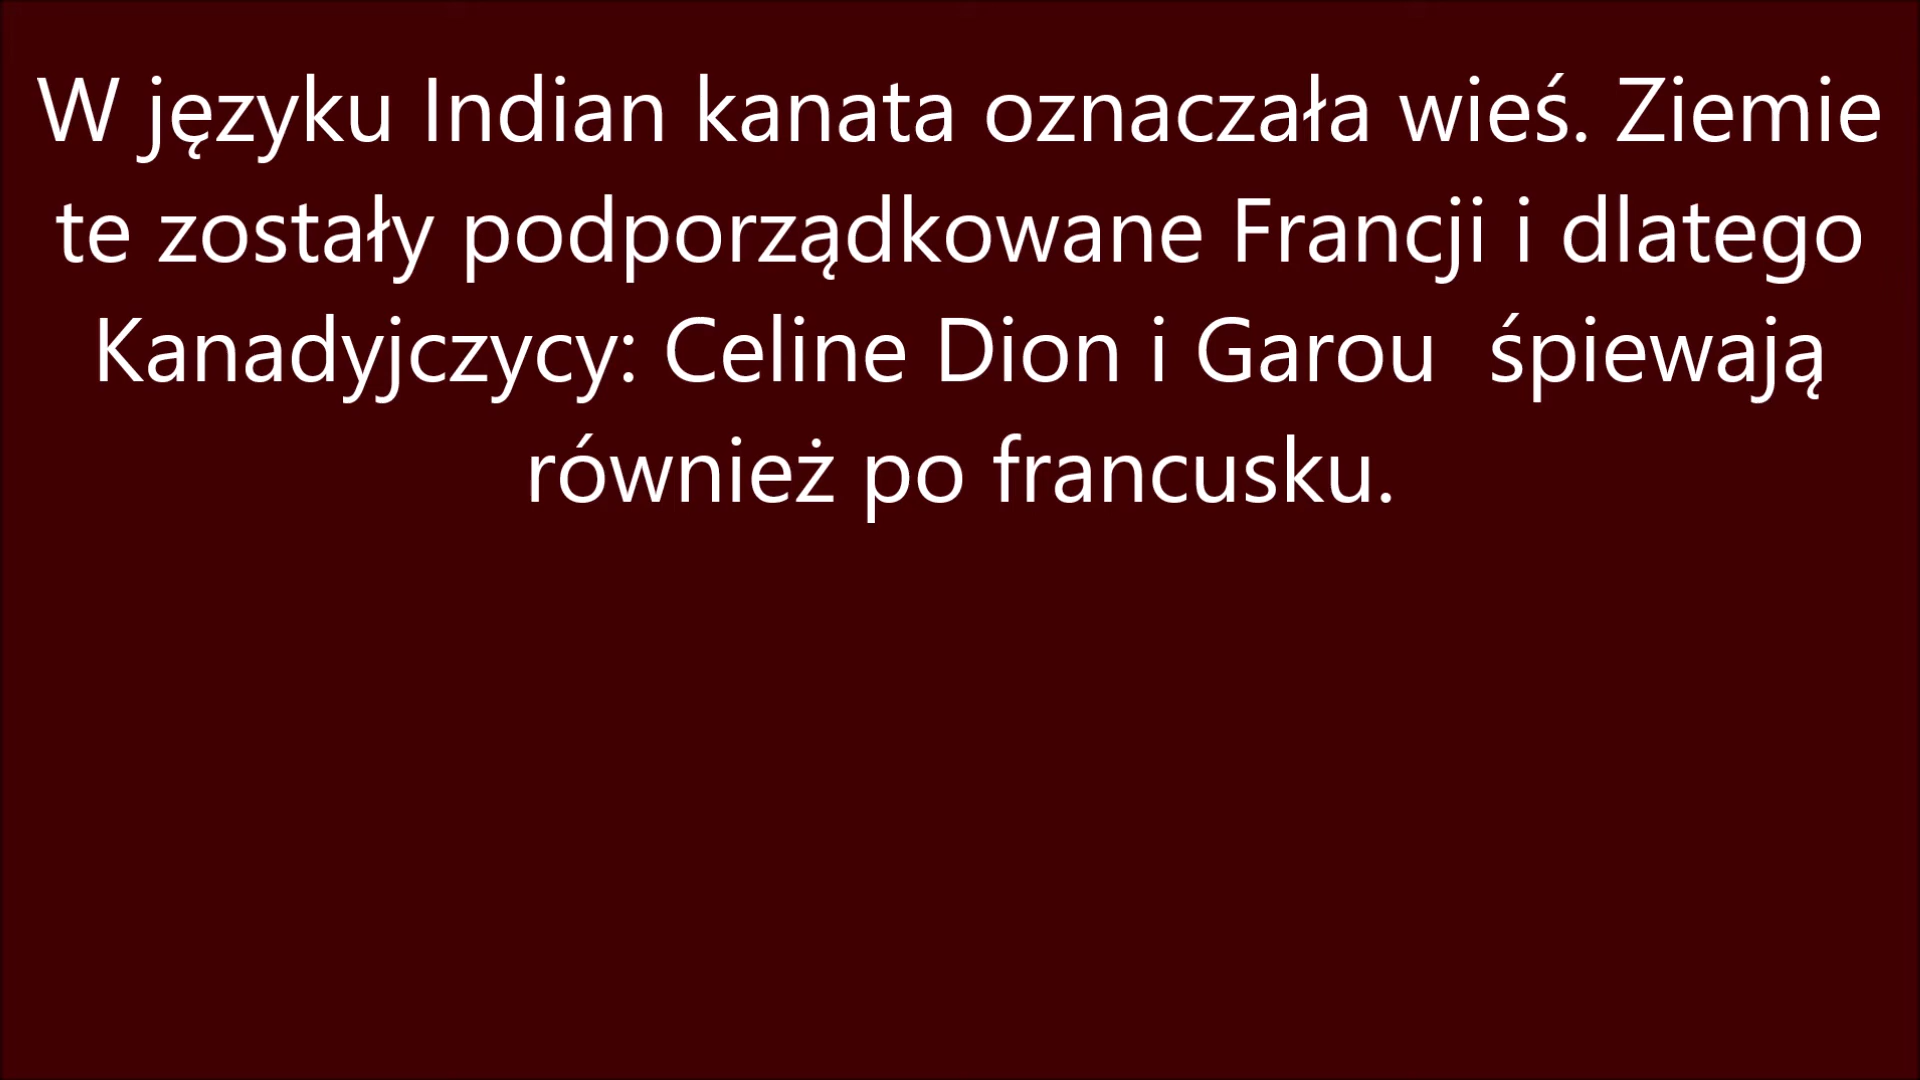 W języku Indian kanata oznaczała wieś. Ziemie
te zostały podporządkowane Francji i dlatego
Kanadyjczycy: Celine Dion i Garou  śpiewają
również po francusku.